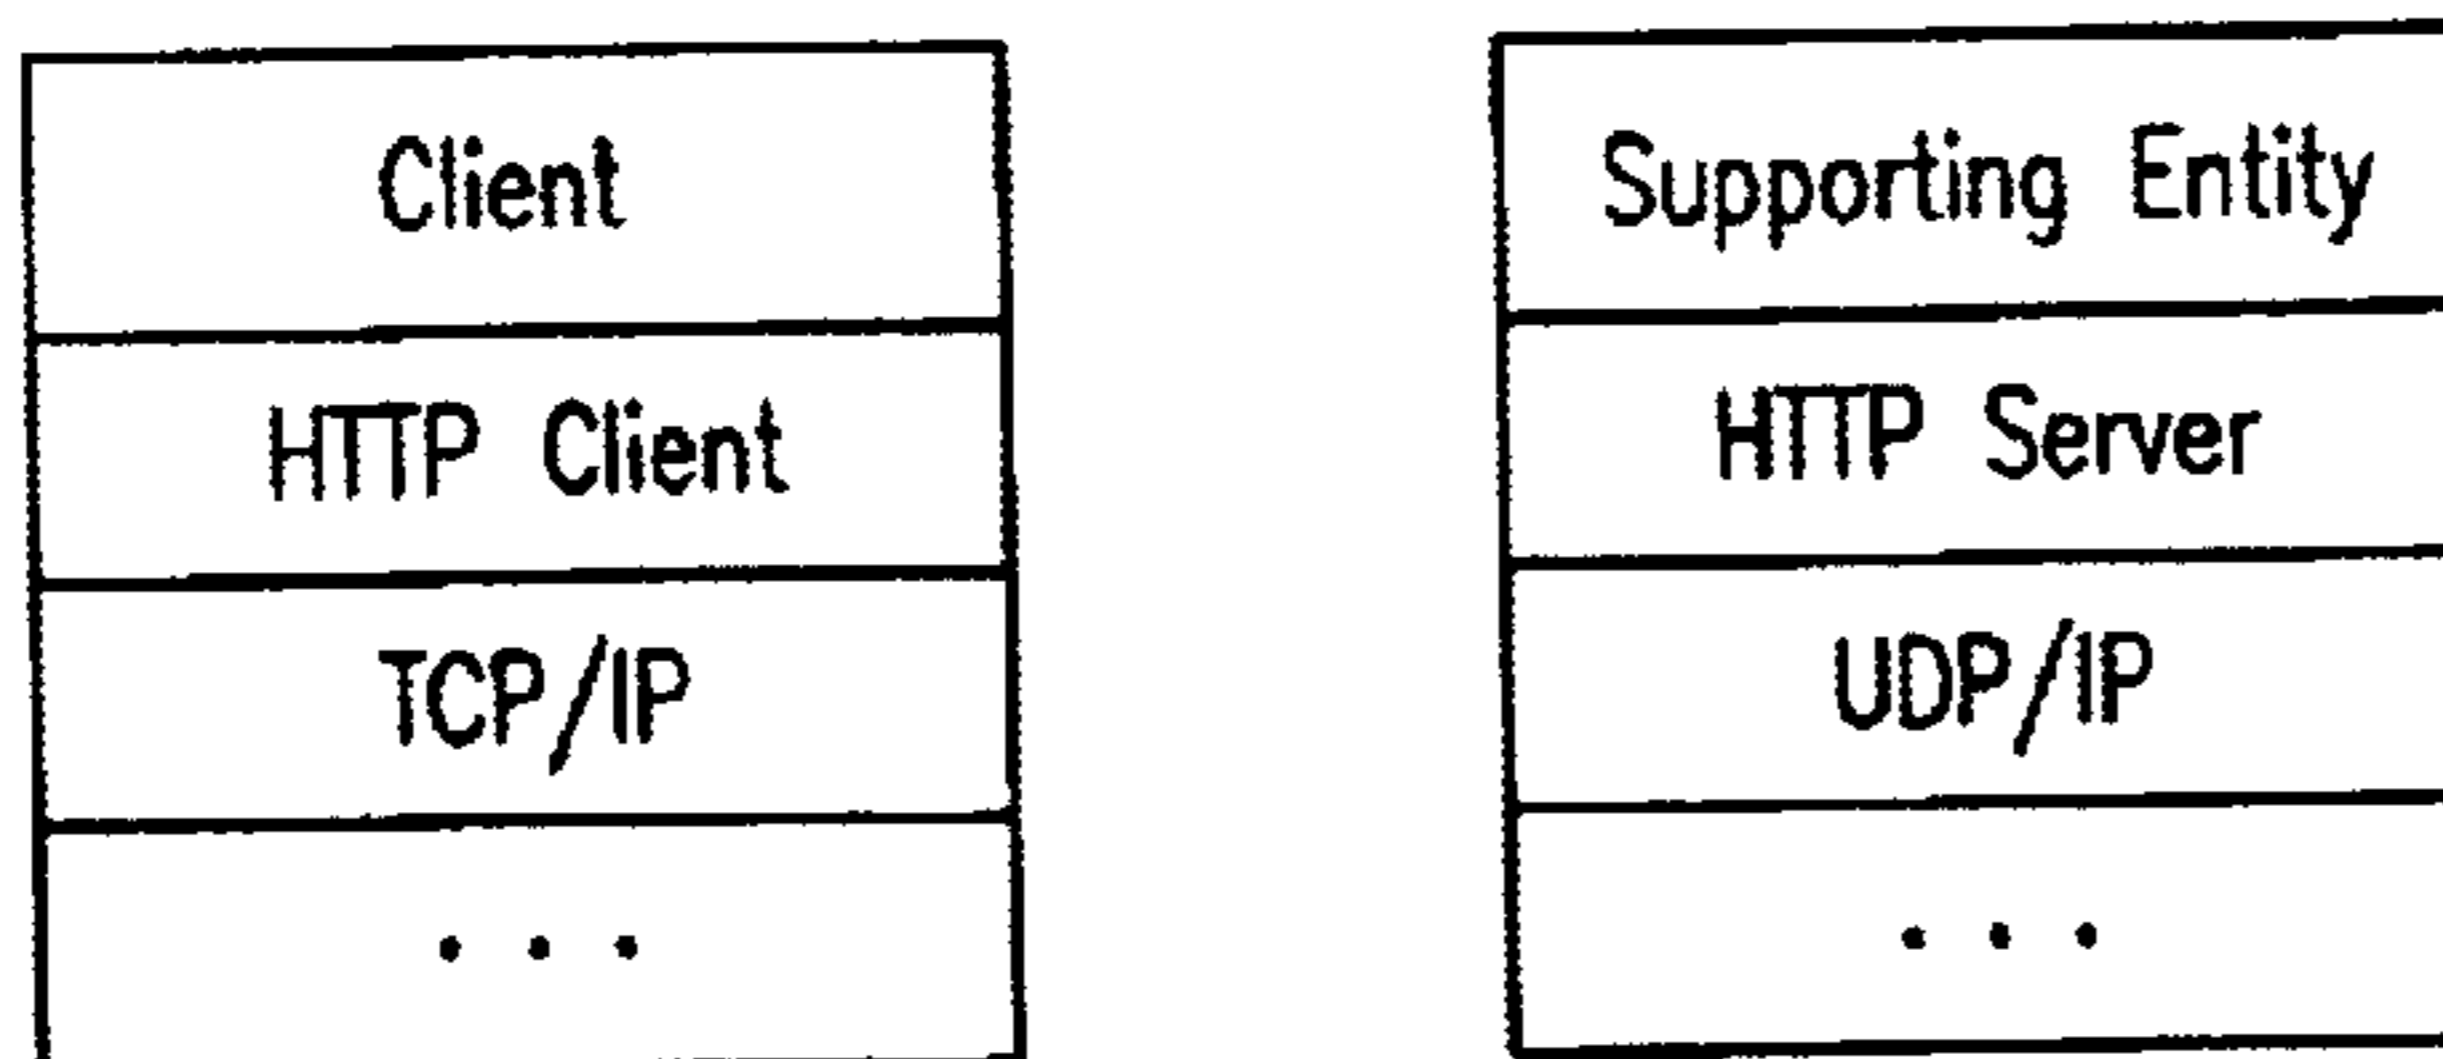 Client
HTTP Client
TCP/IP
. . .
Supporting Entity
HTTP Server
UDP/IP
. . .